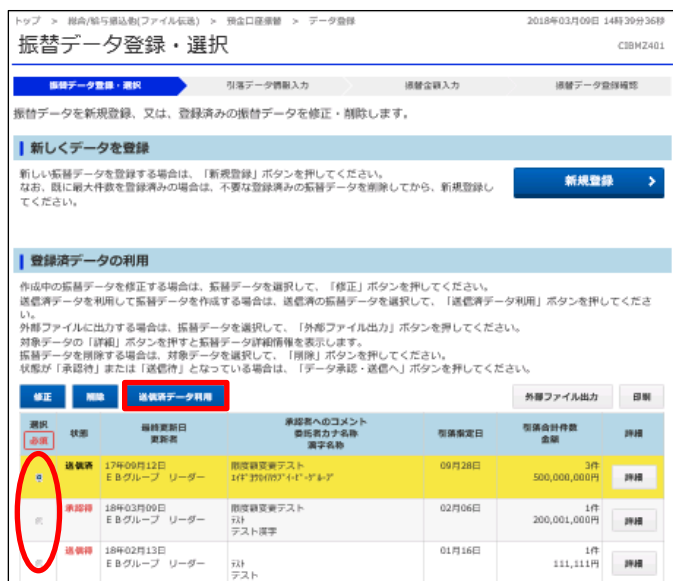 トップ > 総合/給与振込他(ファイル伝送) > 預金口座振替 > データ登録
2018年03月09日 14時39分36秒
振替データ登録・選択
CIBMZ401
振替データ登録・選択
引落データ情報入力
振替金額入力
振替データ登録確認
振替データを新規登録、又は、登録済みの振替データを修正・削除します。
新しくデータを登録
新しい振替データを登録する場合は、「新規登録」ボタンを押してください。
なお、既に最大件数を登録済みの場合は、不要な登録済みの振替データを削除してから、新規登録し
てください。
新規登録
登録済データの利用
作成中の振替データを修正する場合は、振替データを選択して、「修正」ボタンを押してください。
送信済データを利用して振替データを作成する場合は、送信済の振替データを選択して、「送信済データ利用」ボタンを押してくださ
い。
外部ファイルに出力する場合は、振替データを選択して、「外部ファイル出力」ボタンを押してください。
対象データの「詳細」ボタンを押すと振替データ詳細情報を表示します。
振替データを削除する場合は、対象データを選択して、「削除」ボタンを押してください。
状態が「承認待」または「送信待」となっている場合は、「データ承認・送信へ」ボタンを押してください。
修正 削除 送信済データ利用 外部ファイル出力 印刷
選択
必須
状態
最終更新日
更新者
承認者へのコメント
委託者カナ名称
漢字名称
引落指定日
引落合計件数
金額
詳細
送信済
17年09月12日
EBグループ リーダー
限度額変更テスト
09月28日
3件
500,000,000円
詳細
承認待
18年03月09日
EBグループ リーダー
限度額変更テスト
ﾃｽﾄ
テスト漢字
02月06日
1件
200,001,000円
詳細
送信待
18年02月13日
EBグループ リーダー
ﾃｽﾄ
テスト
01月16日
1件
111,111円
詳細